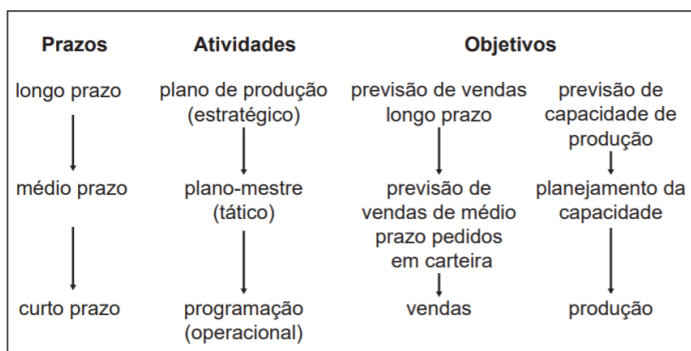 Prazos Atividades Objetivos
longo prazo
plano de produção
(estratégico)
previsão de vendas
longo prazo
previsão de
capacidade de
produção
médio prazo
plano-mestre
(tático)
previsão de
vendas de médio
prazo pedidos
em carteira
planejamento da
capacidade
curto prazo
programação
(operacional)
vendas
produção